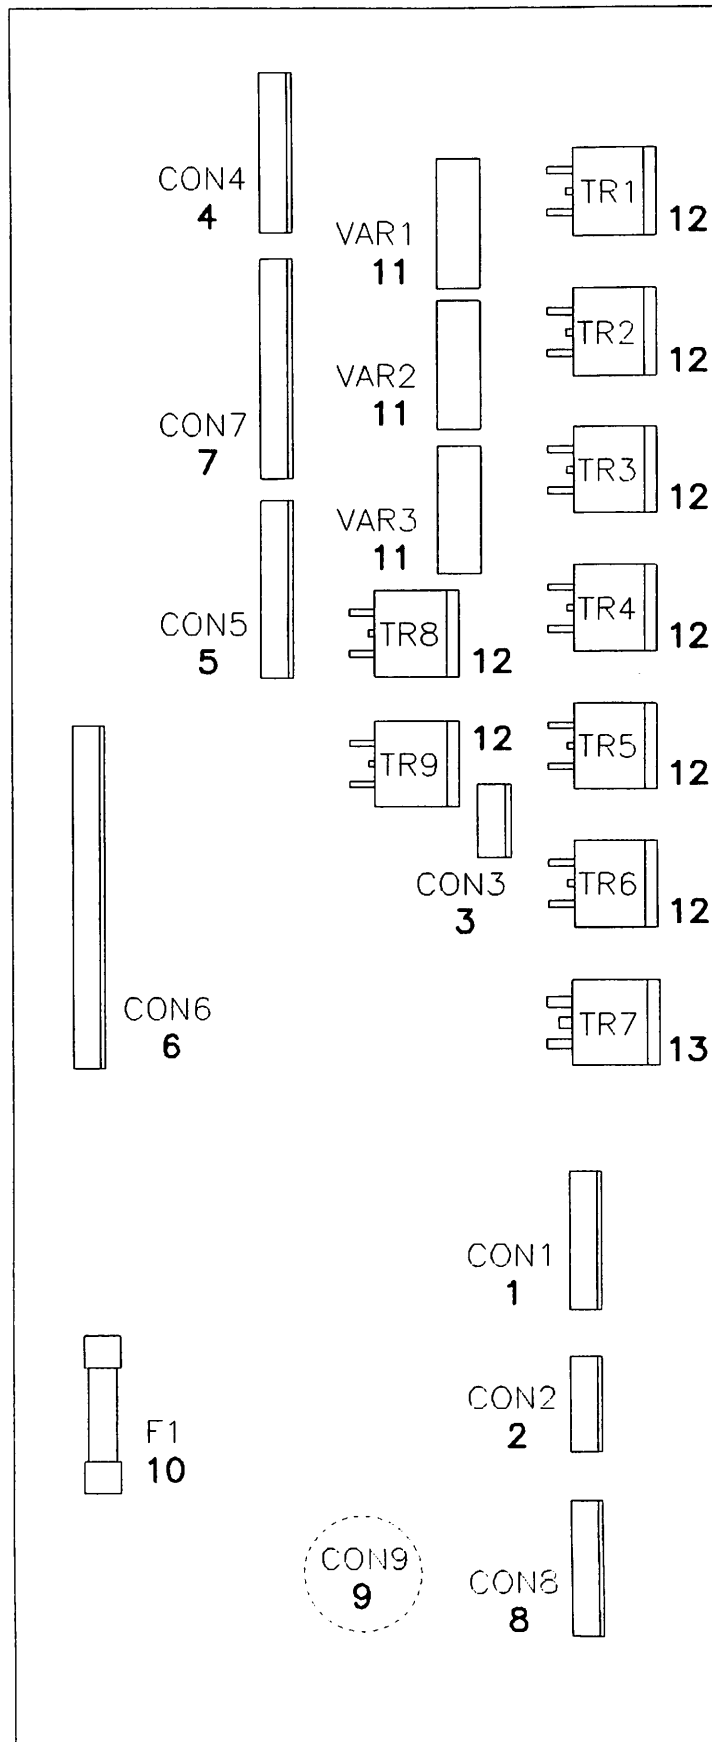 CON4
4
VAR1
11
TR1
12
VAR2
11
TR2
12
CON7
7
VAR3
11
TR3
12
CON5
5
TR8
12
TR4
12
TR9
12
TR5
12
CON3
3
TR6
12
CON6
6
TR7
13
CON1
1
CON2
2
F1
10
CON9
9
CON8
8